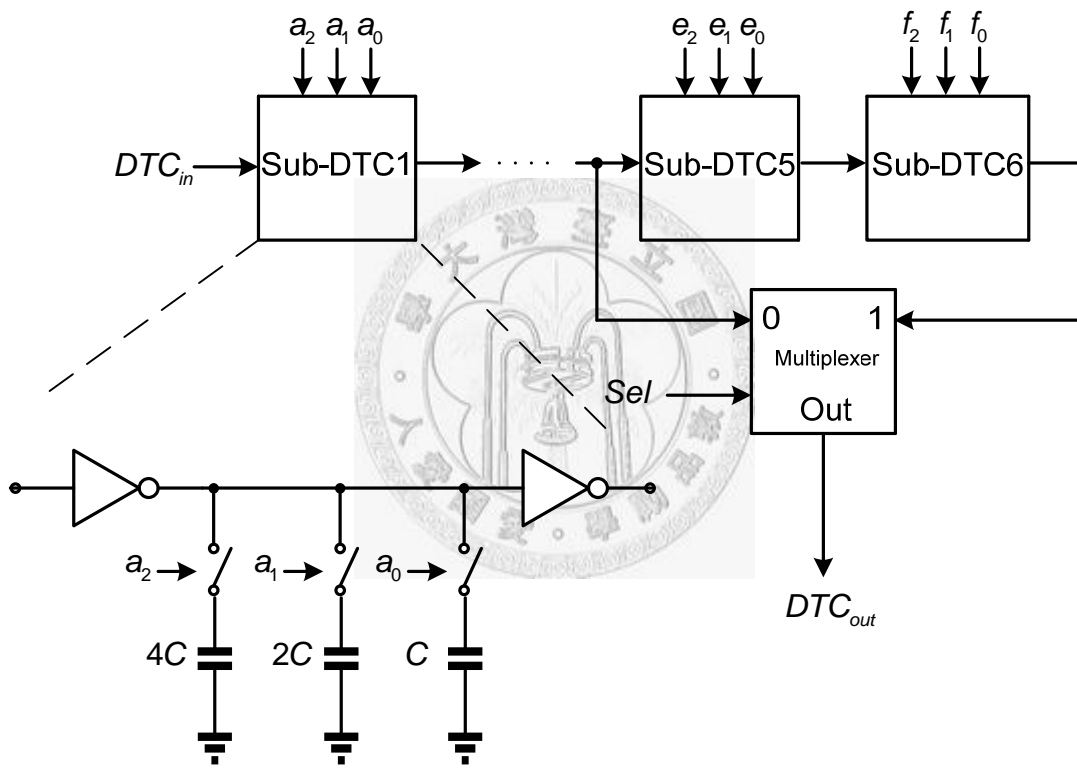 a2 a1 a0
e2 e1 e0
f2 f1 f0
DTCin
Sub-DTC1
· · · ·
Sub-DTC5
Sub-DTC6
0 1
Multiplexer
Sel
Out
a2
a1
a0
DTCout
4C
2C
C